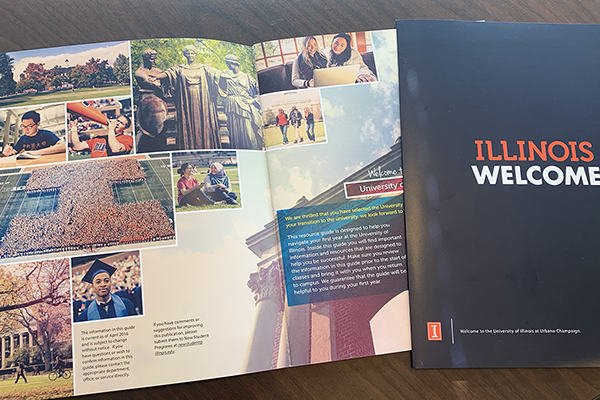 Welcome
University
We are thrilled that you have selected the University
your transition to the university, we look forward to
This resource guide is designed to help you
navigate your first year at the University of
Illinois. Inside this guide you will find important
information and resources that are designed to
help you be successful. Make sure you review
the information in this guide prior to the start of
classes and bring it with you when you return
to campus. We guarantee that the guide will be
helpful to you during your first year.
The information in this guide
is current as of April 2016
and is subject to change
without notice. If you
have questions or wish to
confirm information in this
guide, please contact the
appropriate department,
office, or service directly.
If you have comments or
suggestions for improving
this publication, please
submit them to New Student
Programs at newstudent@
illinois.edu.
ILLINOIS
WELCOME
I
Welcome to the University of Illinois at Urbana-Champaign.